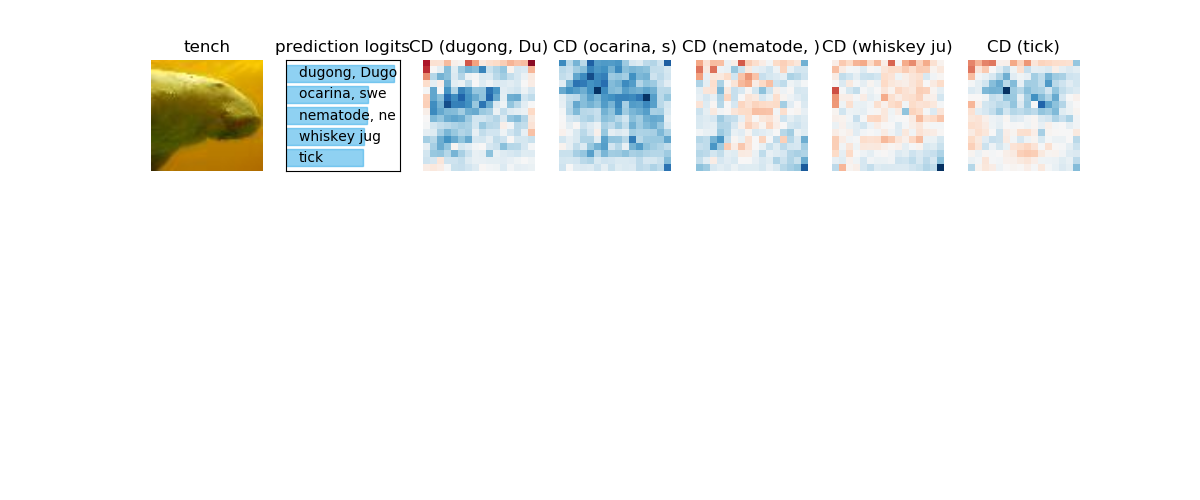 tench
prediction logits
CD (dugong, Du)
CD (ocarina, s)
CD (nematode, )
CD (whiskey ju)
CD (tick)
dugong, Dugo
ocarina, swe
nematode, ne
whiskey jug
tick